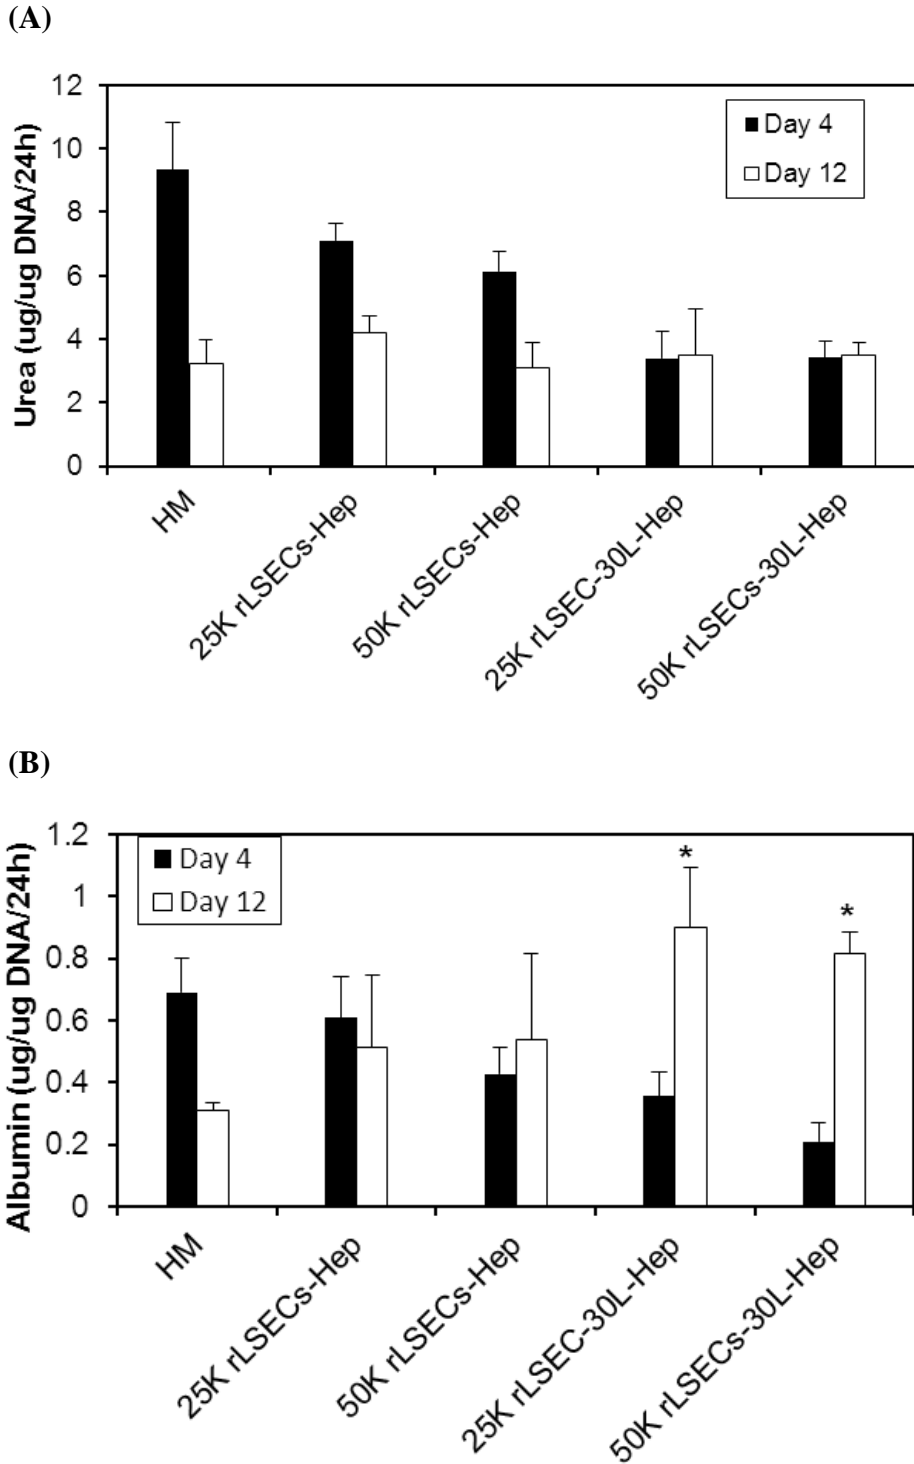 (A)
12
10
8
6
4
2
0
Urea (ug/ug DNA/24h)
Day 4
Day 12
HM
25K rLSECs-Hep
50K rLSECs-Hep
25K rLSEC-30L-Hep
50K rLSECs-30L-Hep
(B)
1.2
1
0.8
0.6
0.4
0.2
0
Albumin (ug/ug DNA/24h)
Day 4
Day 12
*
*
HM
25K rLSECs-Hep
50K rLSECs-Hep
25K rLSEC-30L-Hep
50K rLSECs-30L-Hep